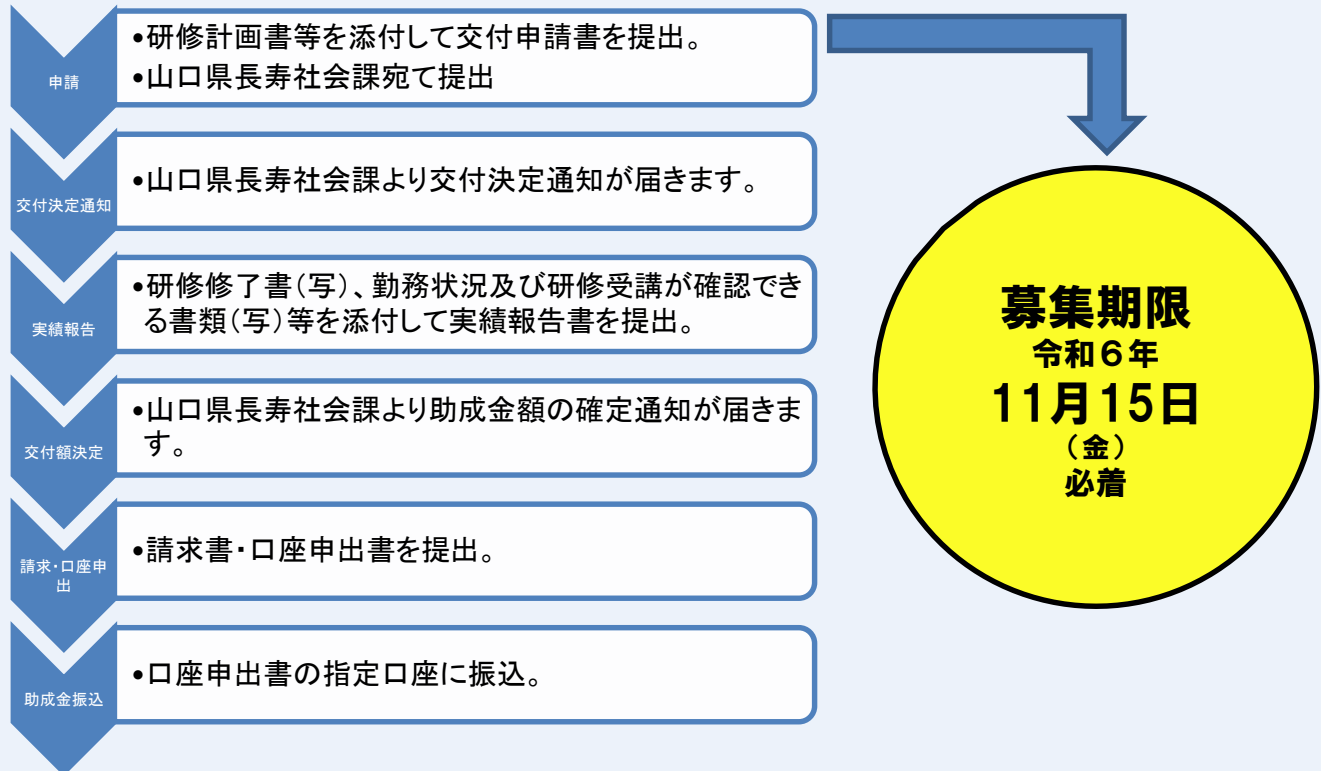 申請
•研修計画書等を添付して交付申請書を提出。
•山口県長寿社会課宛て提出
交付決定通知
•山口県長寿社会課より交付決定通知が届きます。
実績報告
•研修修了書(写)、勤務状況及び研修受講が確認でき
る書類(写)等を添付して実績報告書を提出。
交付額決定
•山口県長寿社会課より助成金額の確定通知が届きま
す。
請求・口座申
出
•請求書・口座申出書を提出。
助成金振込
•口座申出書の指定口座に振込。
募集期限
令和6年
11月15日
(金)
必着